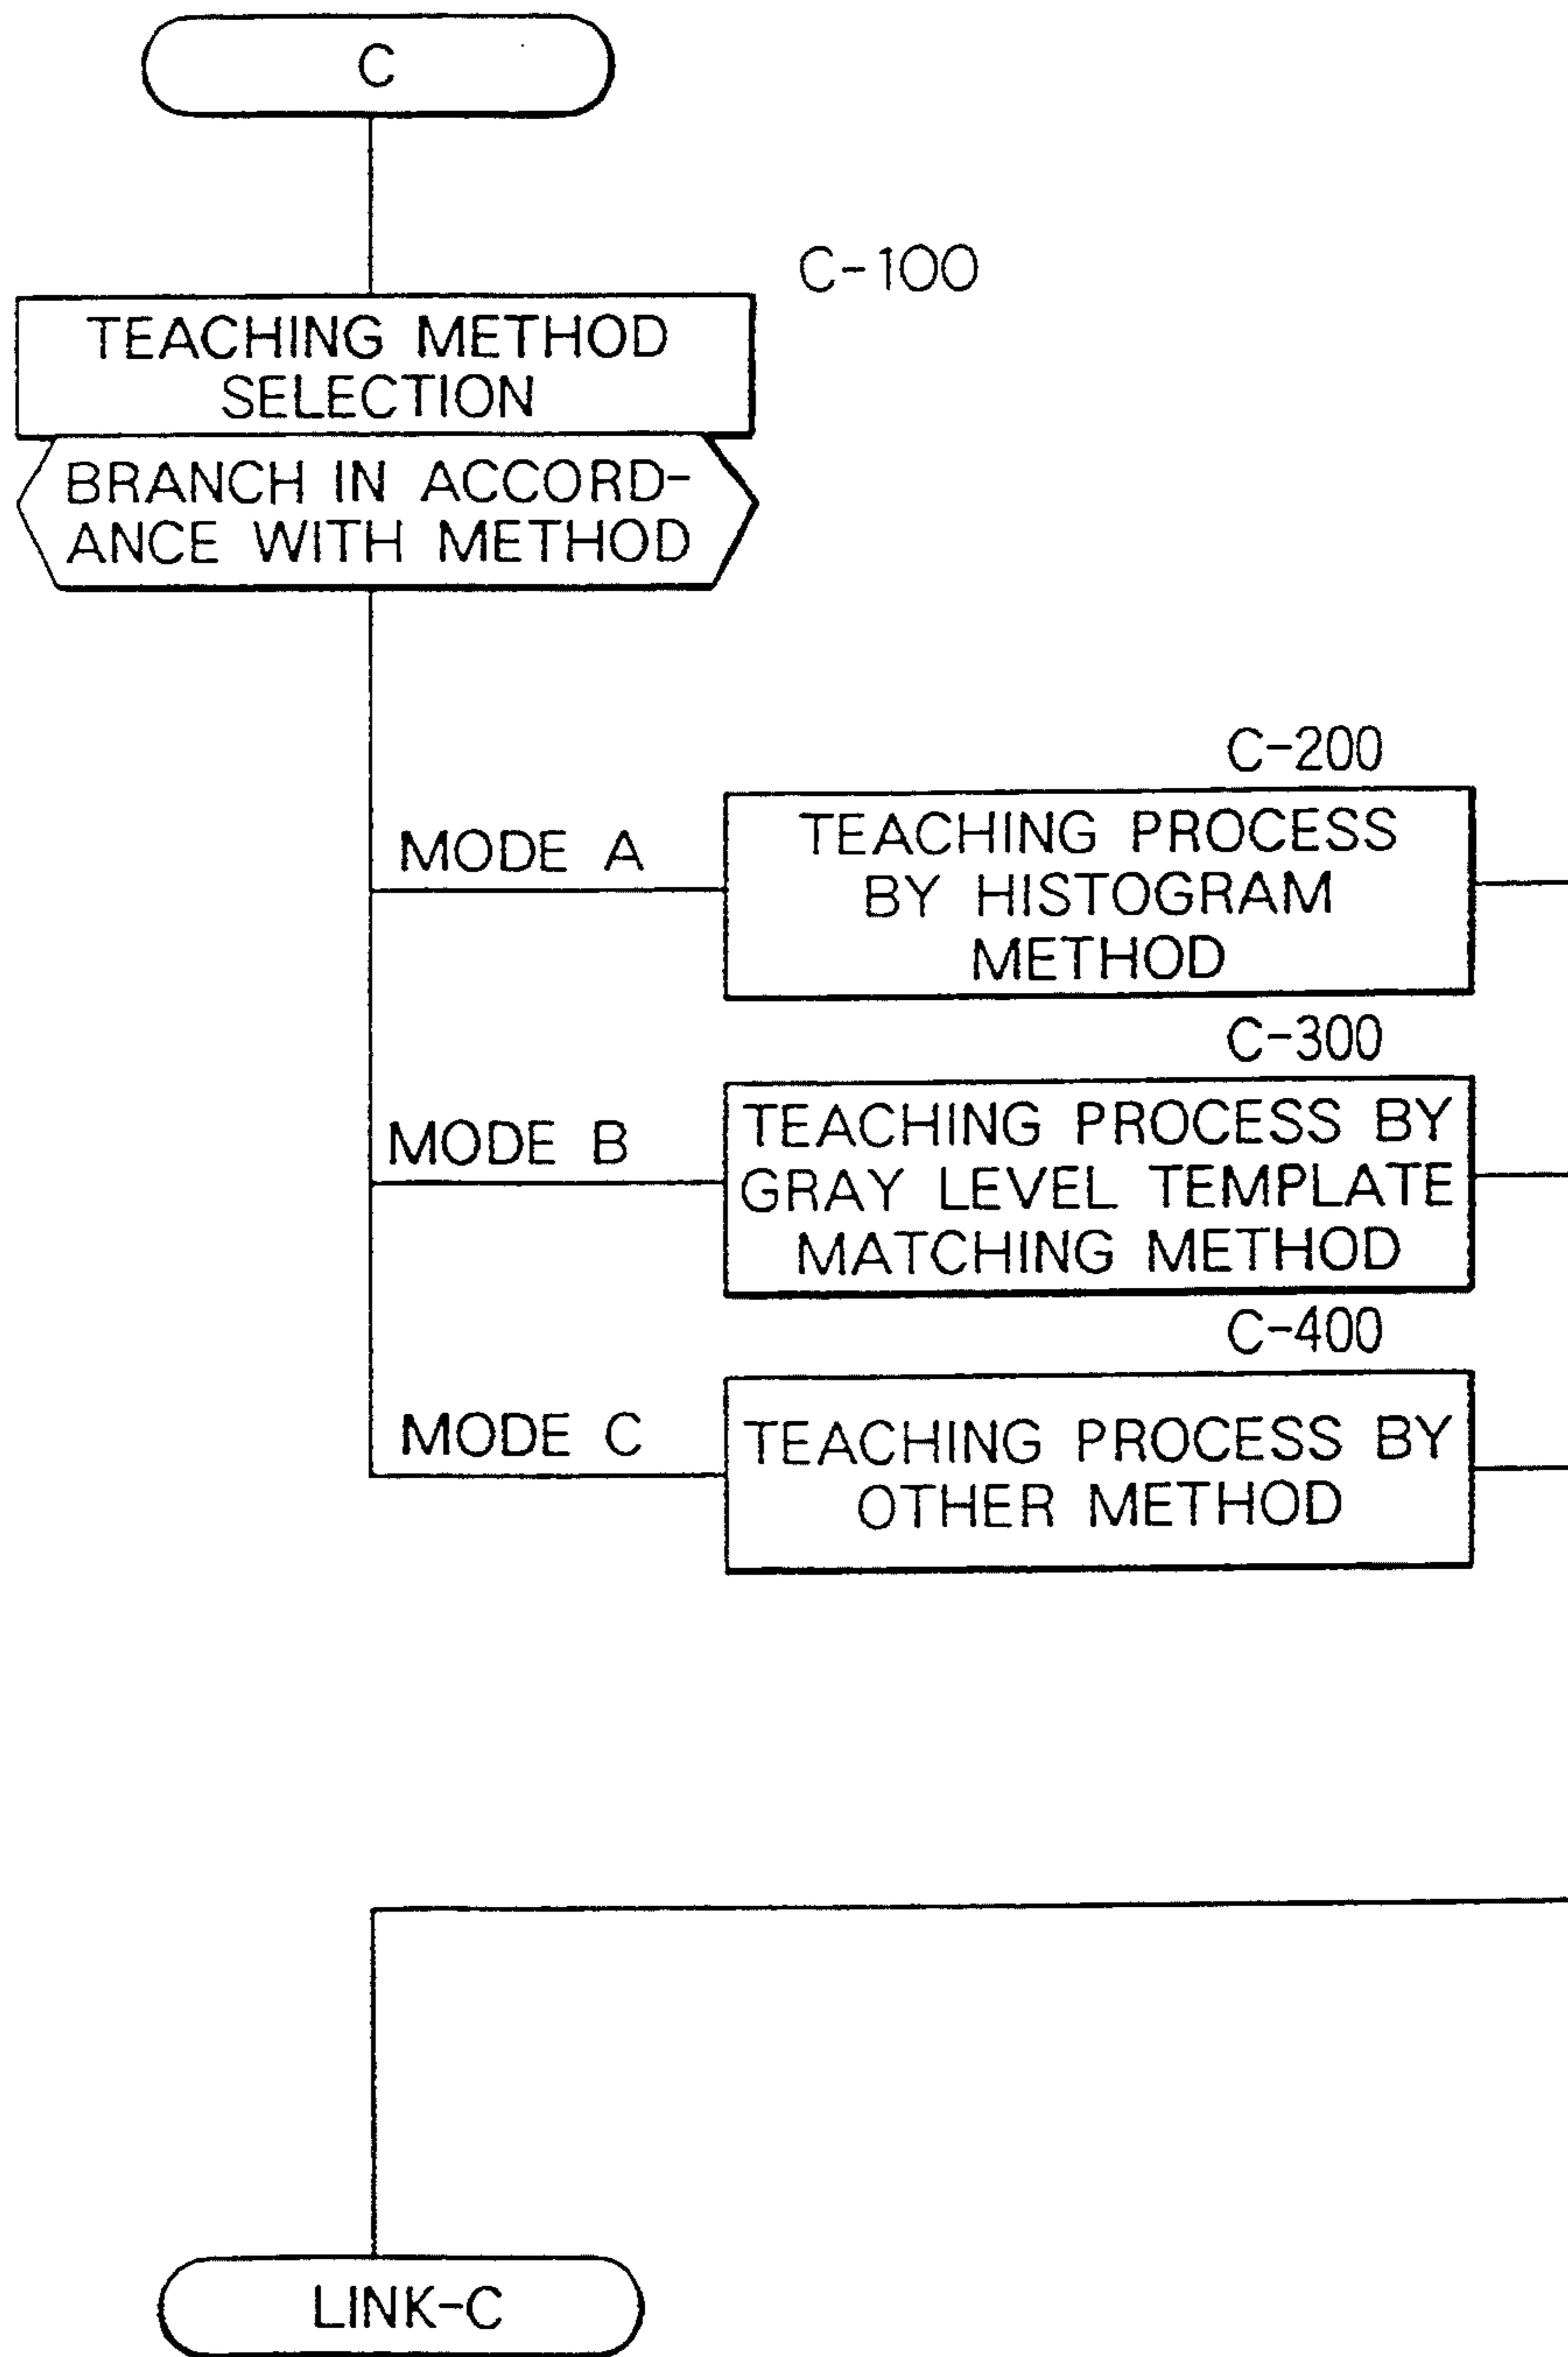 C
C-100
TEACHING METHOD
SELECTION
BRANCH IN ACCORD-
ANCE WITH METHOD
C-200
MODE A
TEACHING PROCESS
BY HISTOGRAM
METHOD
C-300
MODE B
TEACHING PROCESS BY
GRAY LEVEL TEMPLATE
MATCHING METHOD
C-400
MODE C
TEACHING PROCESS BY
OTHER METHOD
LINK-C